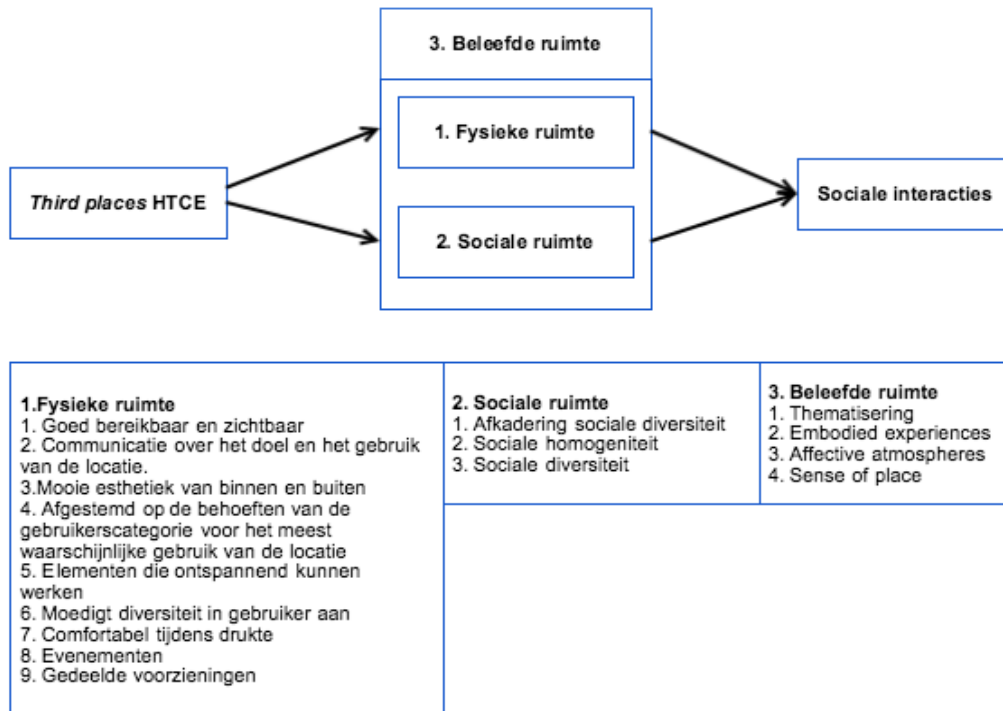 3. Beleefde ruimte
1. Fysieke ruimte
Third places HTCE
2. Sociale ruimte
Sociale interacties
1.Fysieke ruimte
1. Goed bereikbaar en zichtbaar
2. Communicatie over het doel en het gebruik
van de locatie.
3.Mooie esthetiek van binnen en buiten
4. Afgestemd op de behoeften van de
gebruikerscategorie voor het meest
waarschijnlijke gebruik van de locatie
5. Elementen die ontspannend kunnen
werken
6. Moedigt diversiteit in gebruiker aan
7. Comfortabel tijdens drukte
8. Evenementen
9. Gedeelde voorzieningen
2. Sociale ruimte
1. Afkadering sociale diversiteit
2. Sociale homogeniteit
3. Sociale diversiteit
3. Beleefde ruimte
1. Thematisering
2. Embodied experiences
3. Affective atmospheres
4. Sense of place